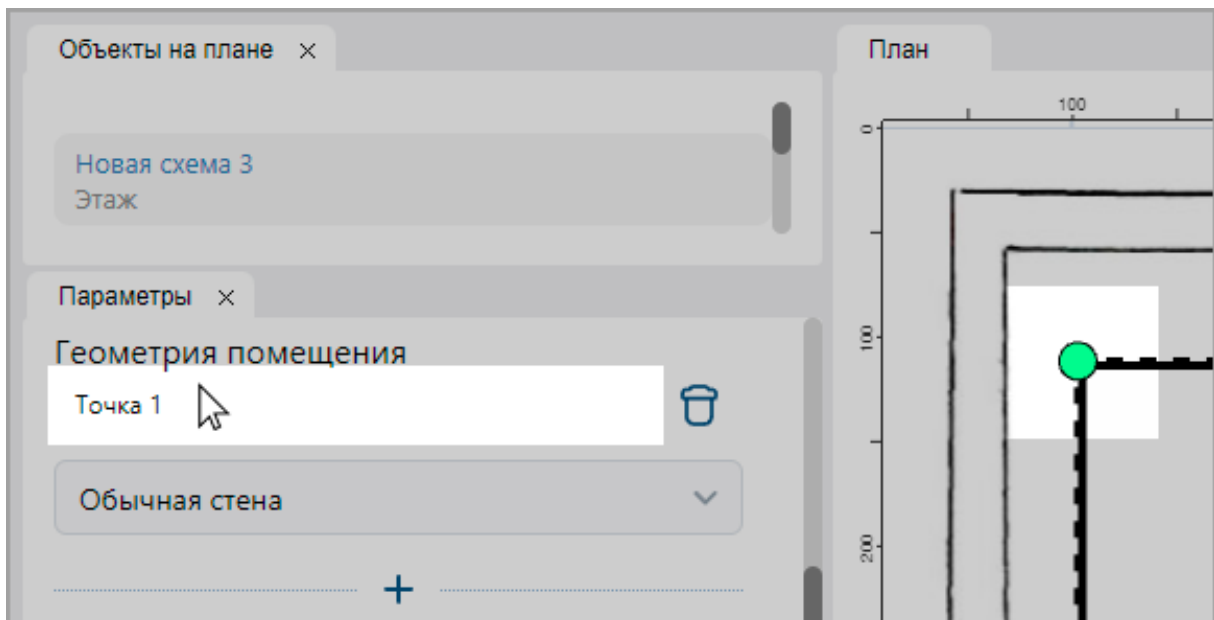 Объекты на плане
Новая схема 3
Этаж
Параметры
Геометрия помещения
Точка 1
Обычная стена
План
100
0
100
200